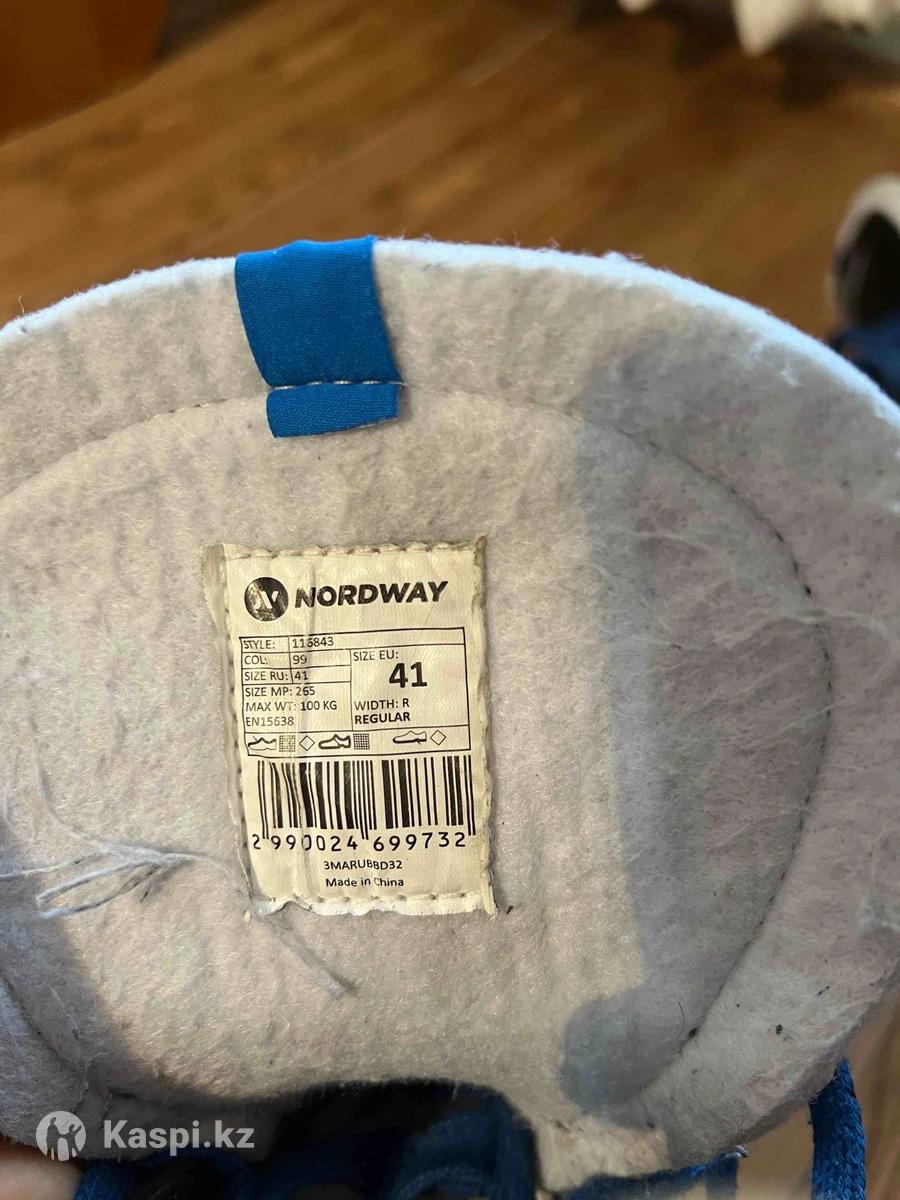 NORDWAY
STYLE: 116843
COL: 99
SIZE RU: 41
SIZE MP: 265
MAX WT: 100 KG
EN15638
SIZE EU:
41
WIDTH: R
REGULAR
2 990024 699732
3MARUBBD32
Made in China
Kaspi.kz